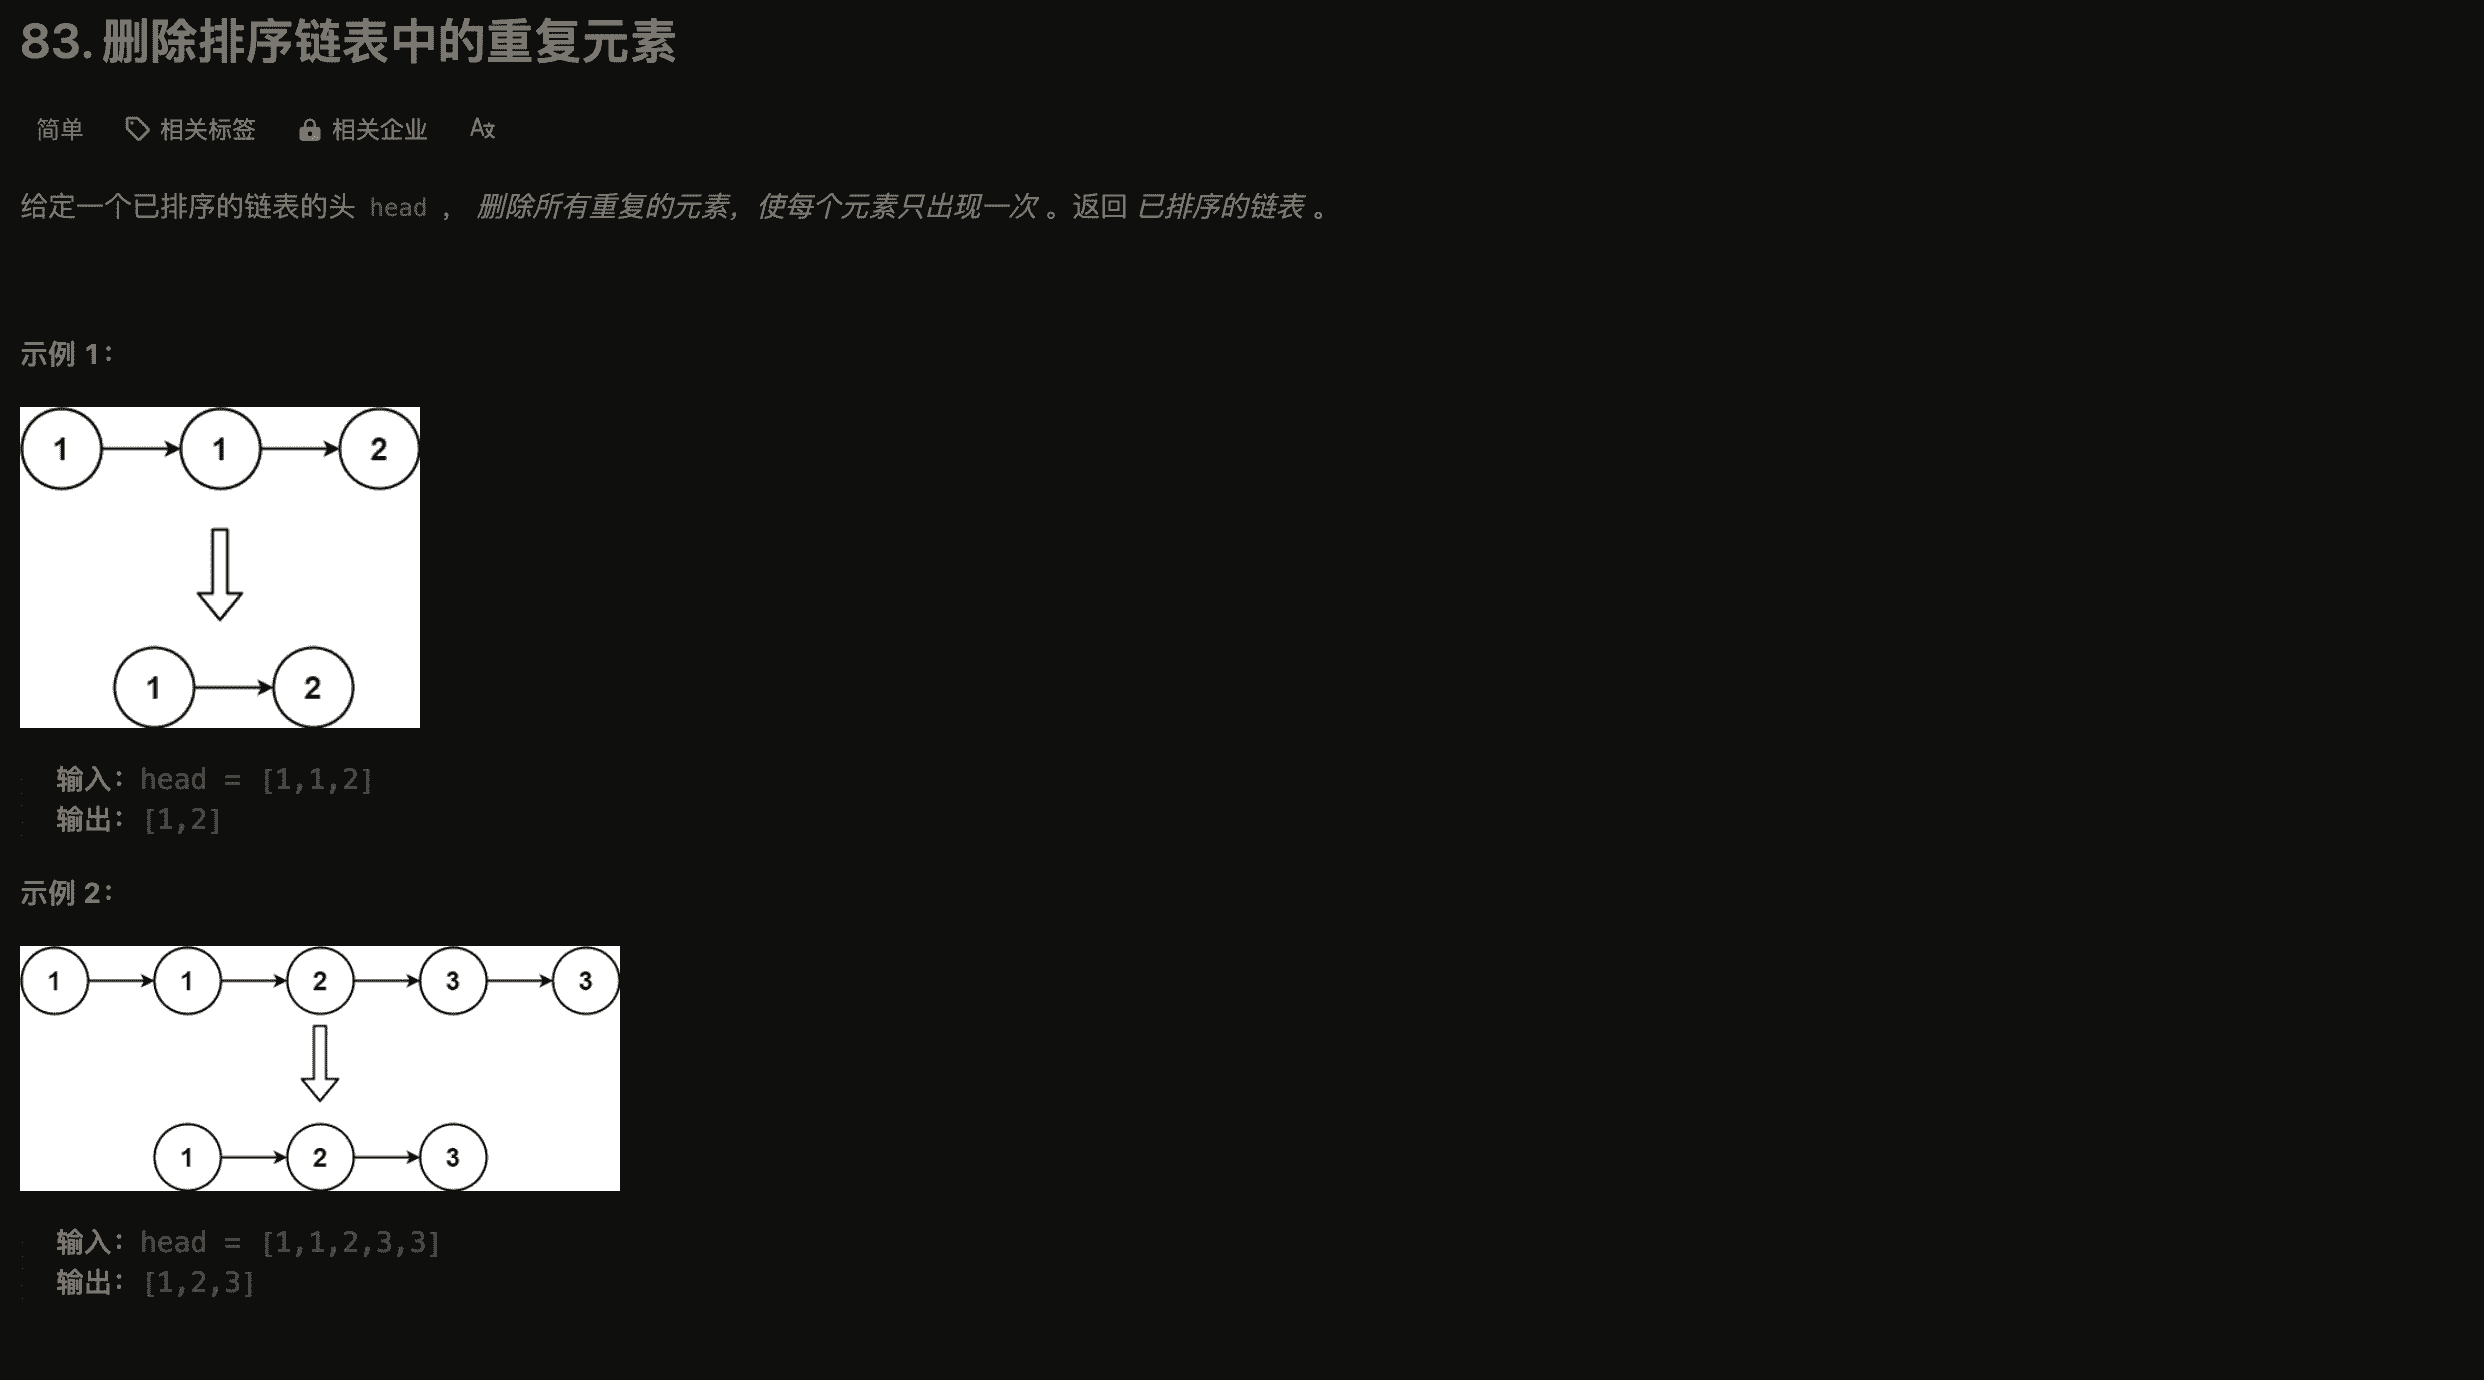 83. 删除排序链表中的重复元素
简单 相关标签 相关企业 A文
给定一个已排序的链表的头 head ， 删除所有重复的元素，使每个元素只出现一次 。返回 已排序的链表 。
示例 1：
1 1 2
1 2
输入：head = [1,1,2]
输出：[1,2]
示例 2：
1 1 2 3 3
1 2 3
输入：head = [1,1,2,3,3]
输出：[1,2,3]